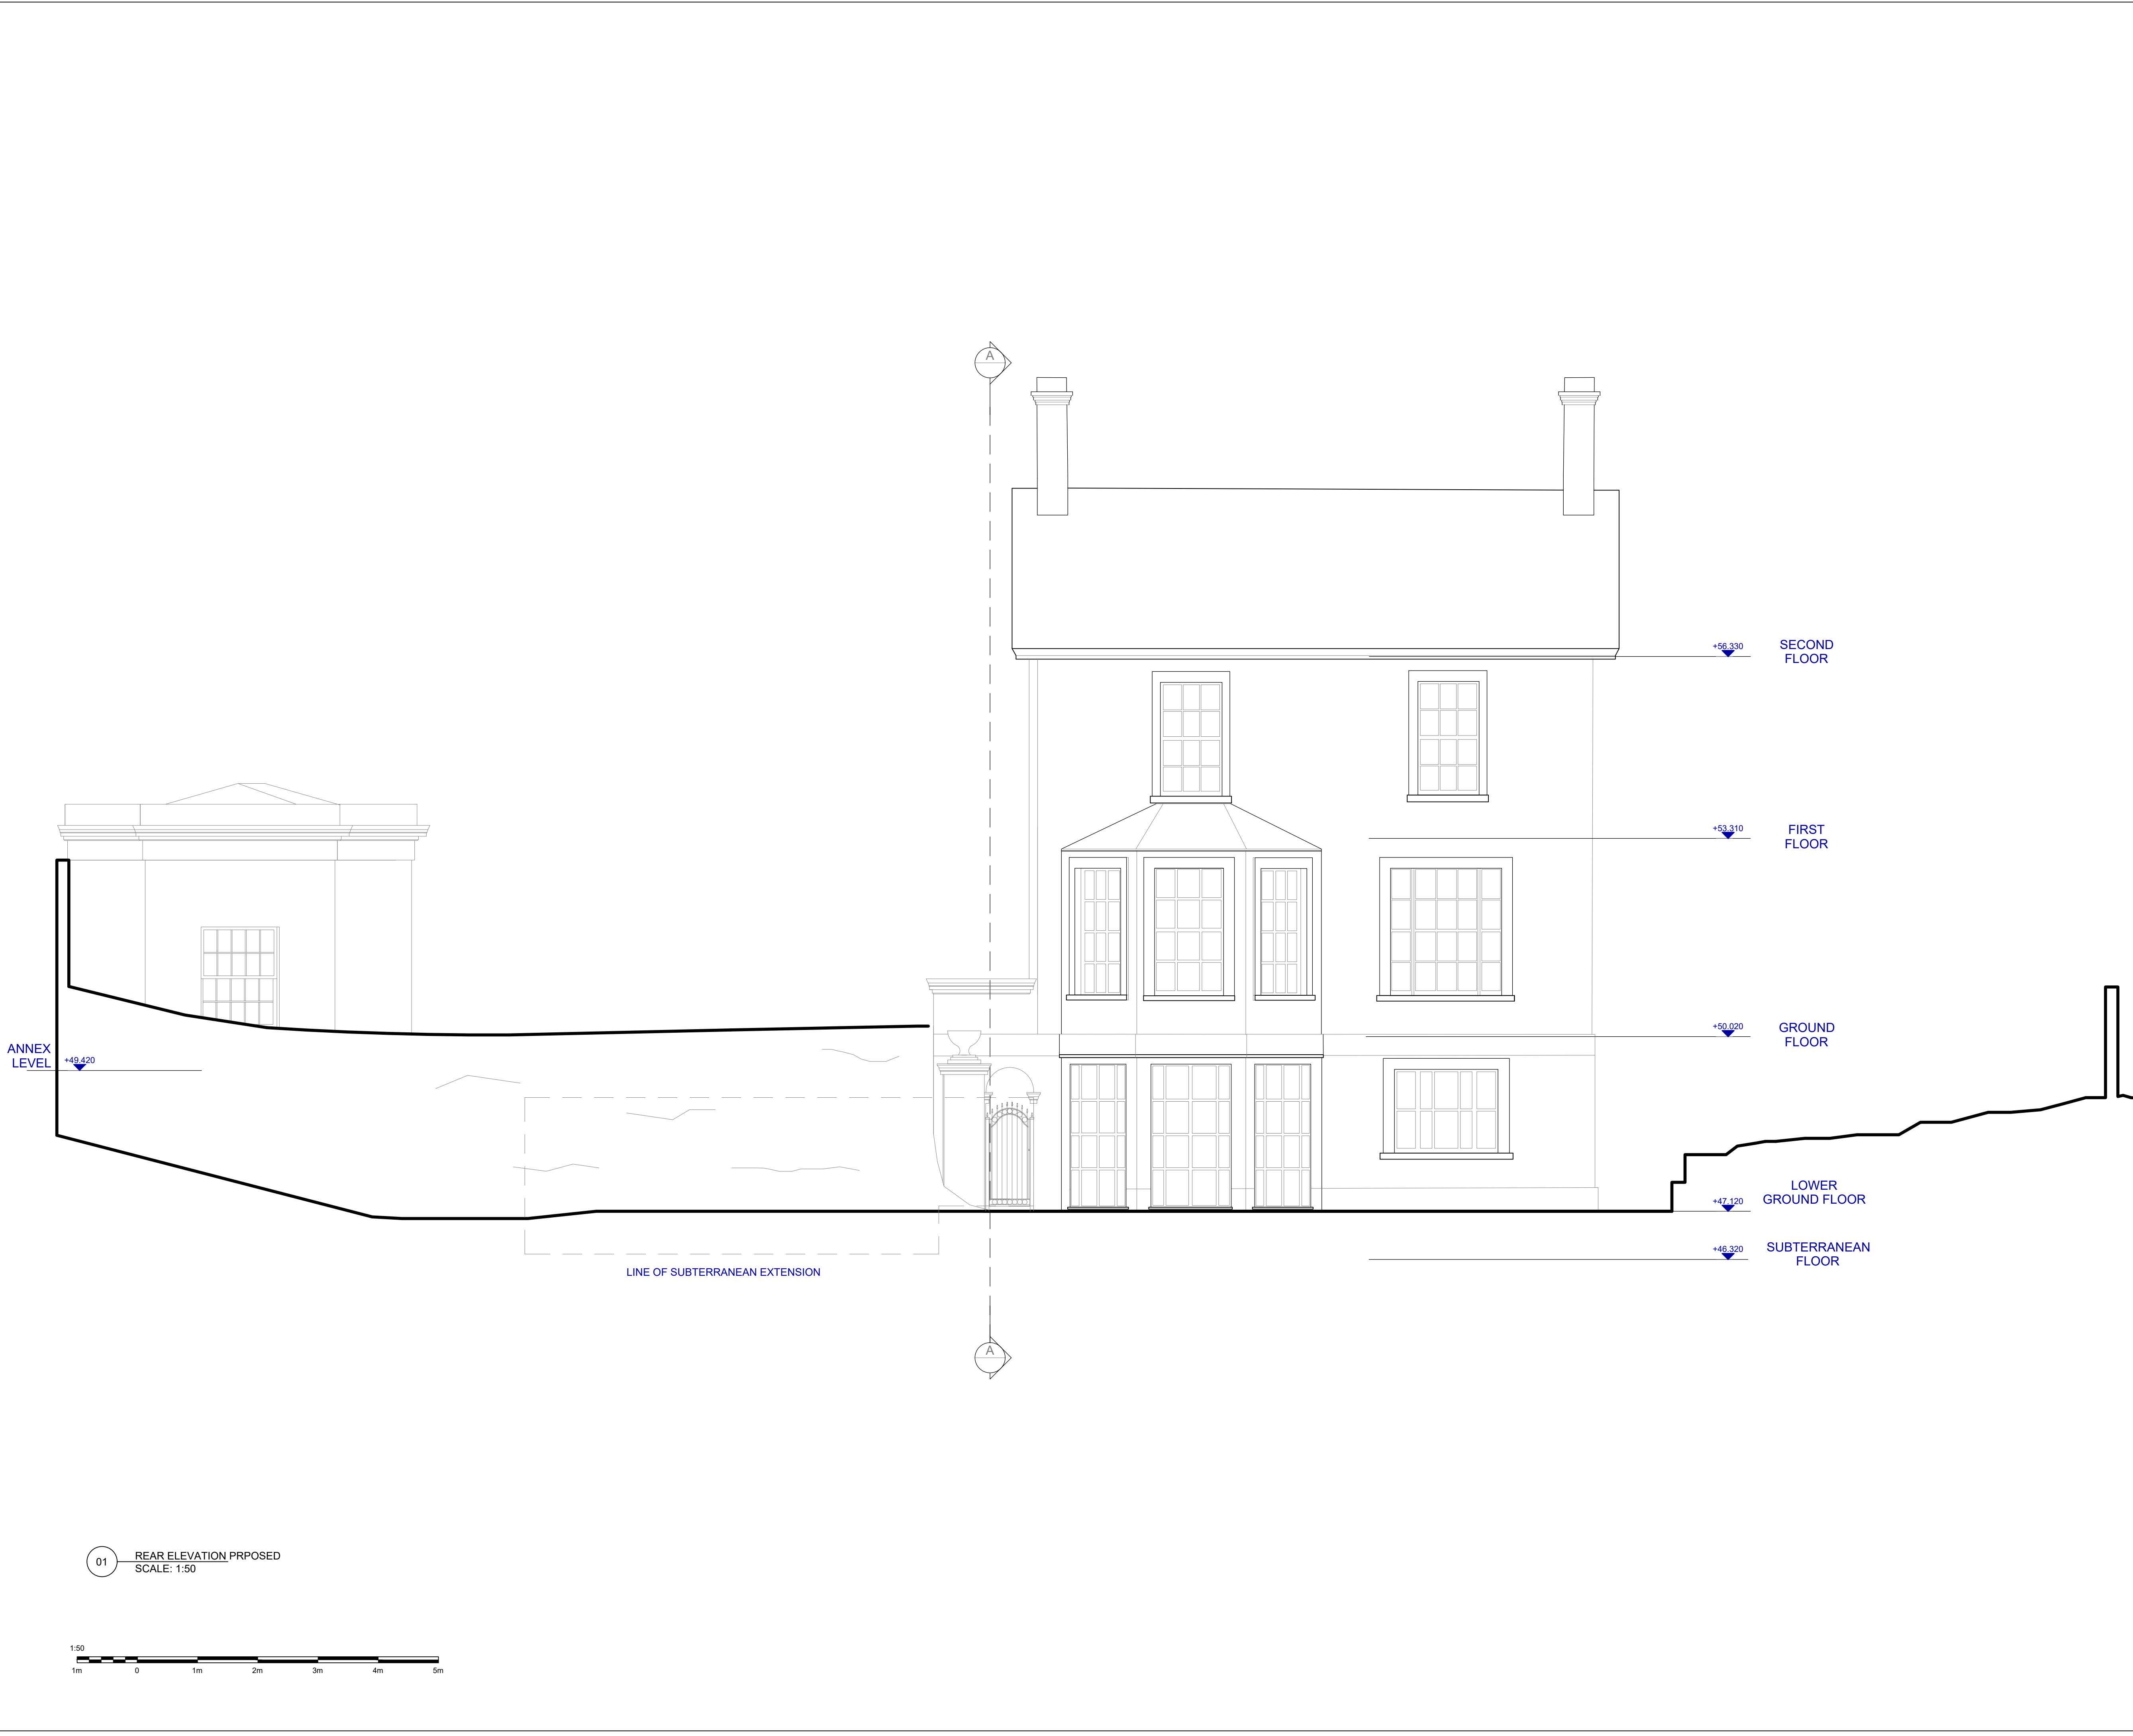 A
+56.330
SECOND
FLOOR
+53.310
FIRST
FLOOR
+50.020
GROUND
FLOOR
ANNEX
LEVEL
+49.420
+47.120
LOWER
GROUND FLOOR
+46.320
SUBTERRANEAN
FLOOR
LINE OF SUBTERRANEAN EXTENSION
A
01
REAR ELEVATION PRPOSED
SCALE: 1:50
1:50
1m 0 1m 2m 3m 4m 5m